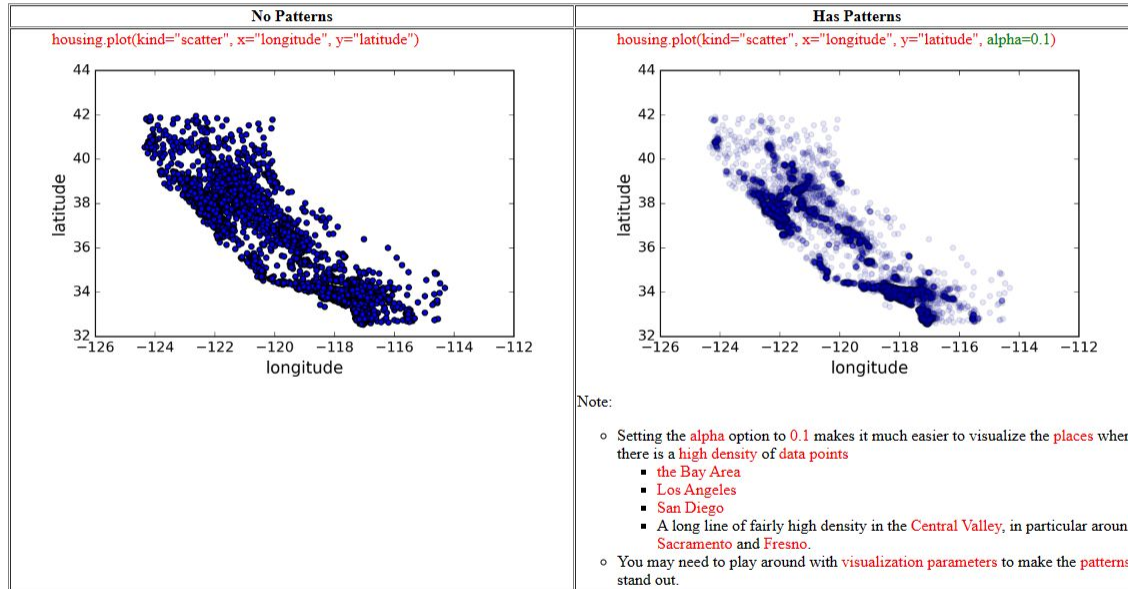 No Patterns
housing.plot(kind="scatter", x="longitude", y="latitude")
44
42
40
38
36
34
32
latitude
−126 −124 −122 −120 −118 −116 −114 −112
longitude
Has Patterns
housing.plot(kind="scatter", x="longitude", y="latitude", alpha=0.1)
44
42
40
38
36
34
32
latitude
−126 −124 −122 −120 −118 −116 −114 −112
longitude
Note:
Setting the alpha option to 0.1 makes it much easier to visualize the places
there is a high density of data points
the Bay Area
Los Angeles
San Diego
A long line of fairly high density in the Central Valley, in particular
Sacramento and Fresno.
You may need to play around with visualization parameters to make the patterns
stand out.